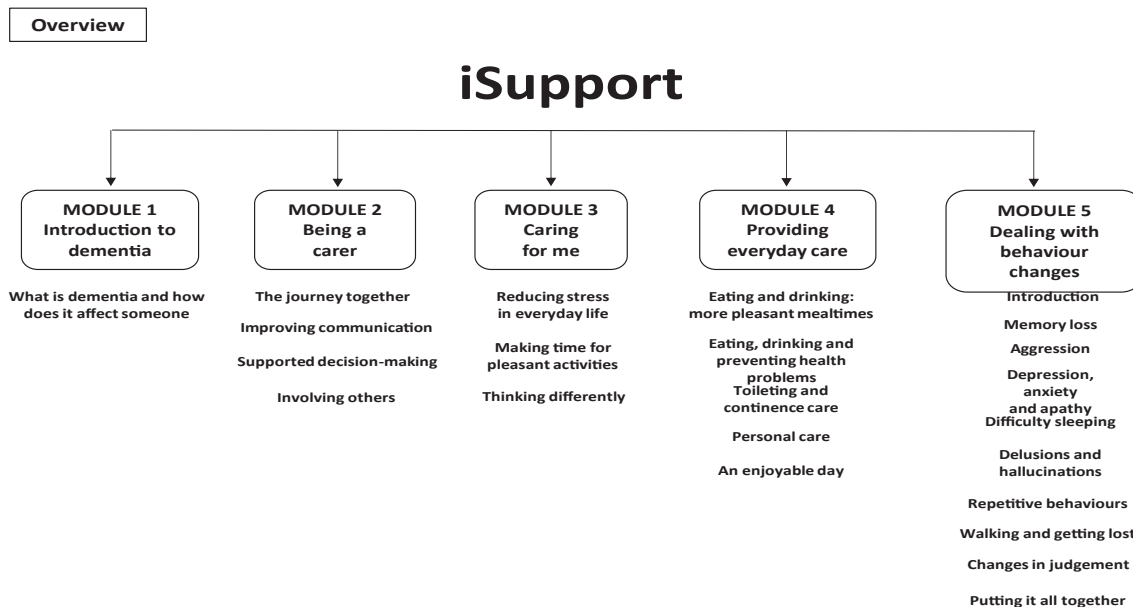 Overview
iSupport
MODULE 1
Introduction to
dementia
What is dementia and how
does it affect someone
MODULE 2
Being a
carer
The journey together
Improving communication
Supported decision-making
Involving others
MODULE 3
Caring
for me
Reducing stress
in everyday life
Making time for
pleasant activities
Thinking differently
MODULE 4
Providing
everyday care
Eating and drinking:
more pleasant mealtimes
Eating, drinking and
preventing health
problems
Toileting and
continence care
Personal care
An enjoyable day
MODULE 5
Dealing with
behaviour
changes
Introduction
Memory loss
Aggression
Depression,
anxiety
and apathy
Difficulty sleeping
Delusions and
hallucinations
Repetitive behaviours
Walking and getting lost
Changes in judgement
Putting it all together